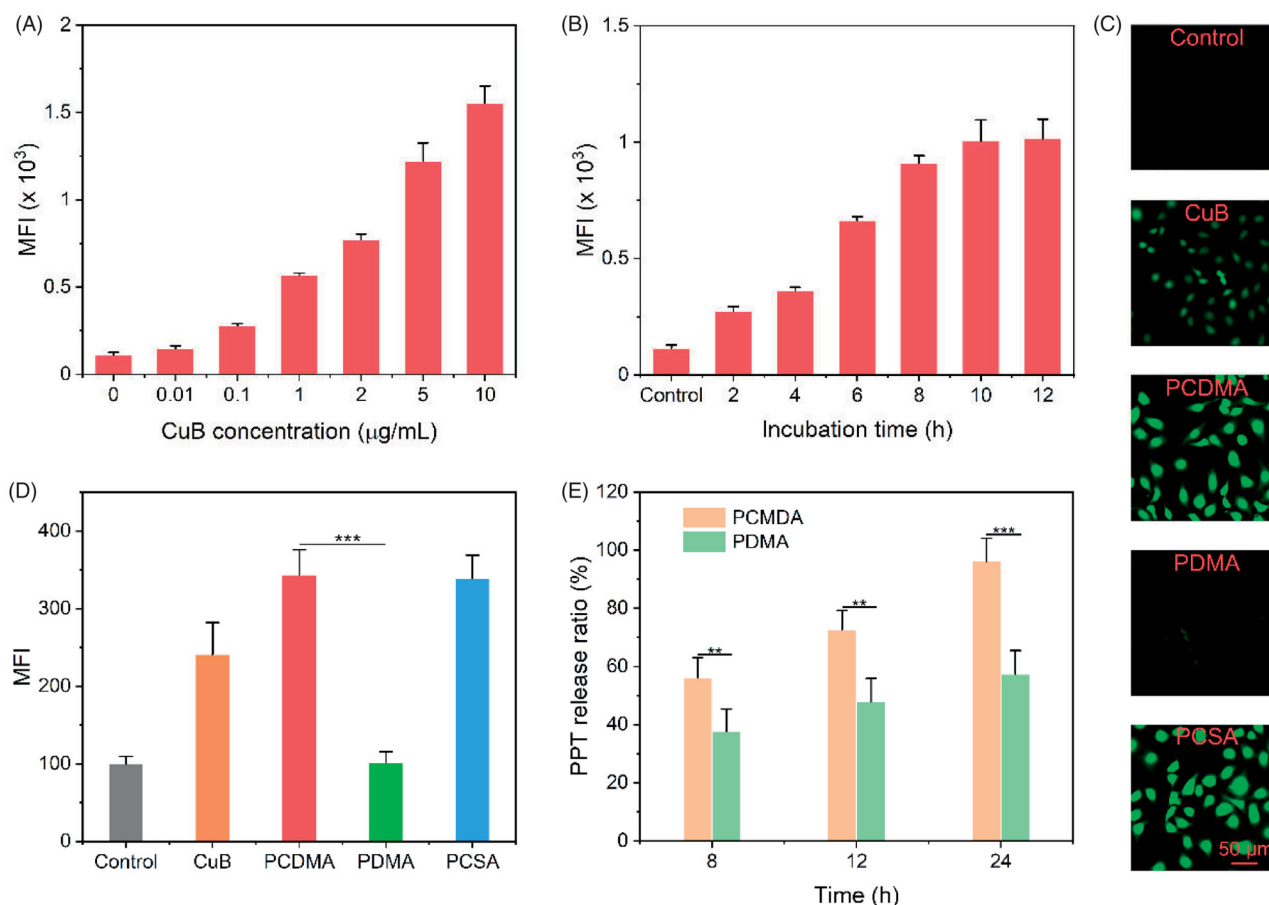 (A)
2
1.5
1
0.5
0
MFI (x 10³)
0 0.01 0.1 1 2 5 10
CuB concentration (μg/mL)
(B)
1.5
1
0.5
0
MFI (x 10³)
Control 2 4 6 8 10 12
Incubation time (h)
(C)
Control
CuB
PCDMA
PDMA
PCSA
50 μm
(D)
400
300
200
100
0
MFI
***
Control CuB PCDMA PDMA PCSA
(E)
120
100
80
60
40
20
0
PPT release ratio (%)
PCMDA
PDMA
**
**
***
8 12 24
Time (h)